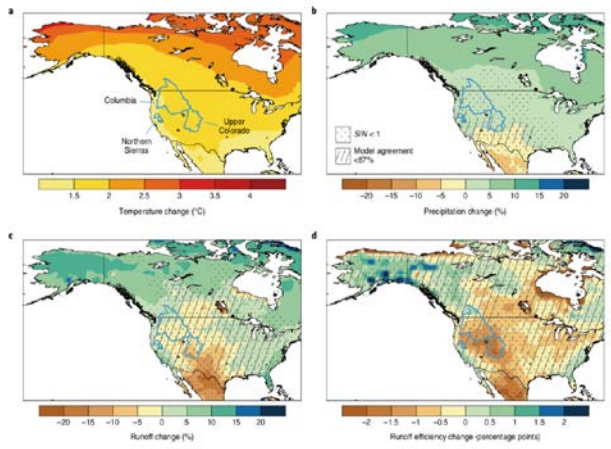 a
Columbia
Northern
Sierras
Upper
Colorado
1.5 2 2.5 3 3.5 4
Temperature change (°C)
b
S/N < 1
Model agreement
<67%
−20 −15 −10 −5 0 5 10 15 20
Precipitation change (%)
c
−20 −15 −10 −5 0 5 10 15 20
Runoff change (%)
d
−2 −1.5 −1 −0.5 0 0.5 1 1.5 2
Runoff efficiency change (percentage points)